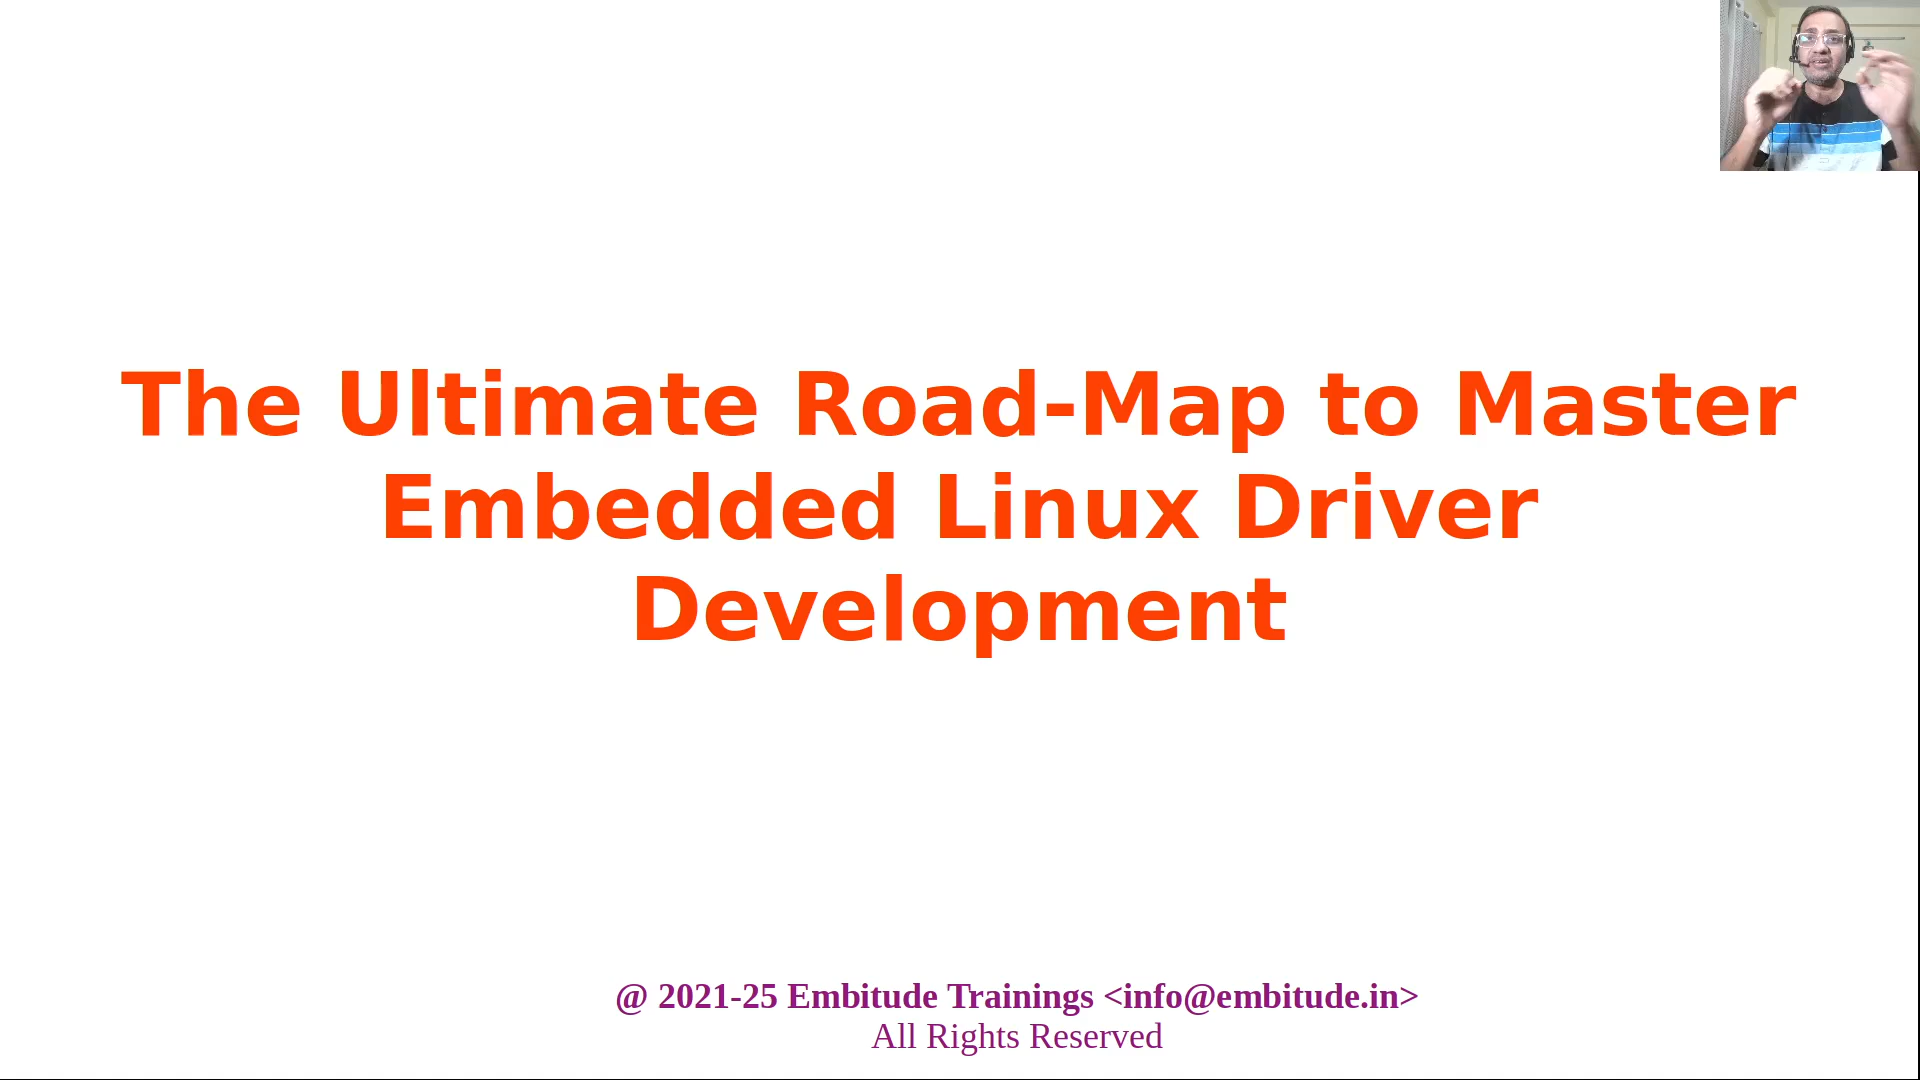 The Ultimate Road-Map to Master
Embedded Linux Driver
Development
@ 2021-25 Embitude Trainings <info@embitude.in>
All Rights Reserved